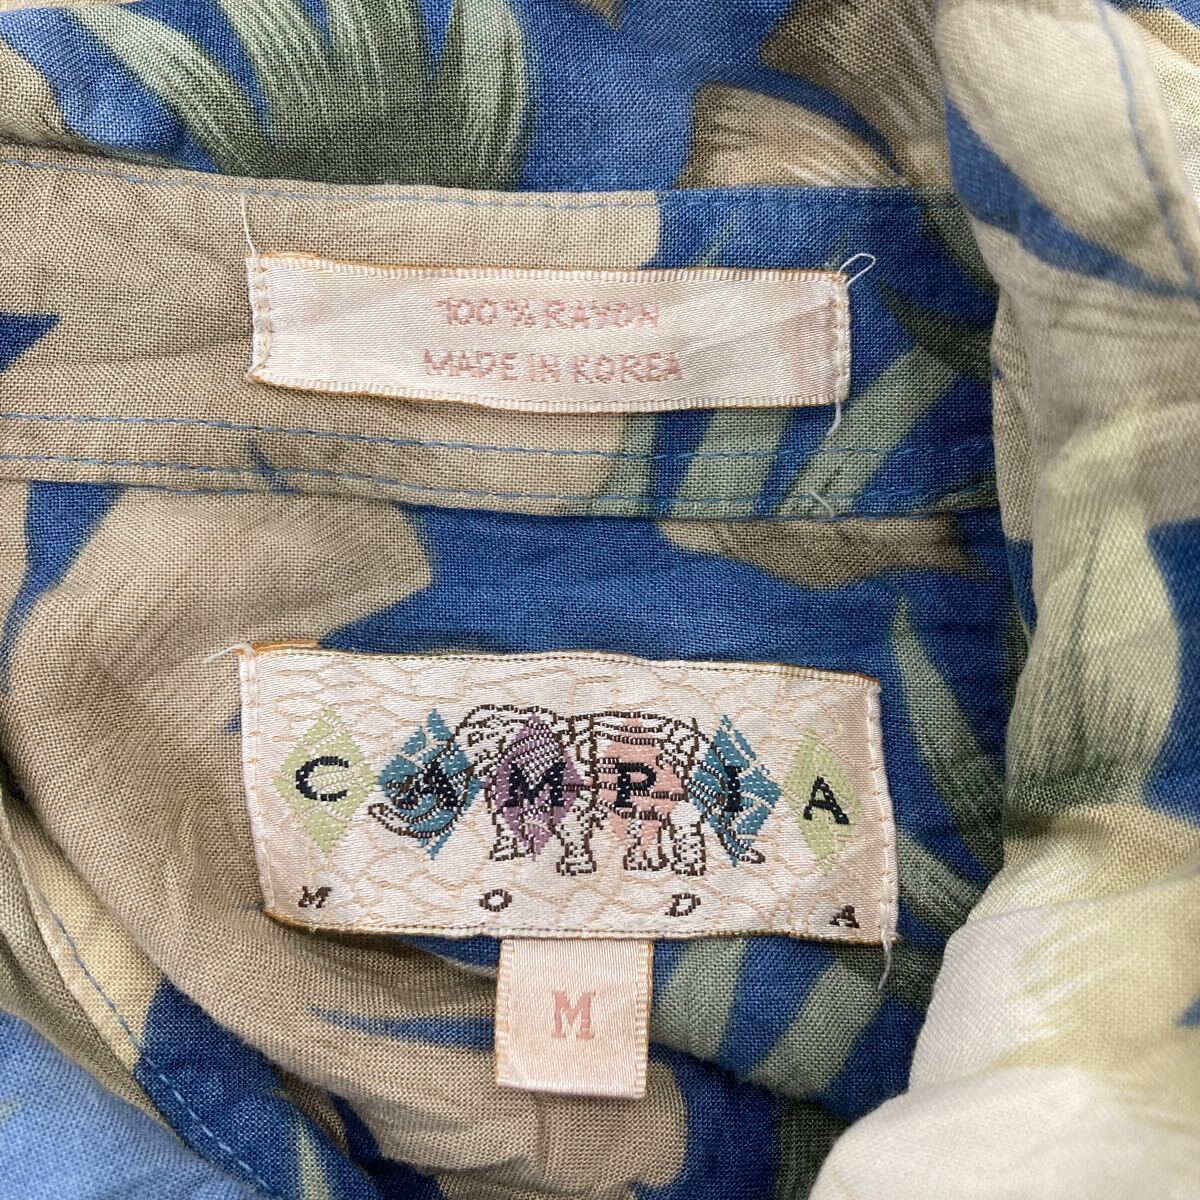 100% RAYON
MADE IN KOREA
CAMPIA
MODA
M